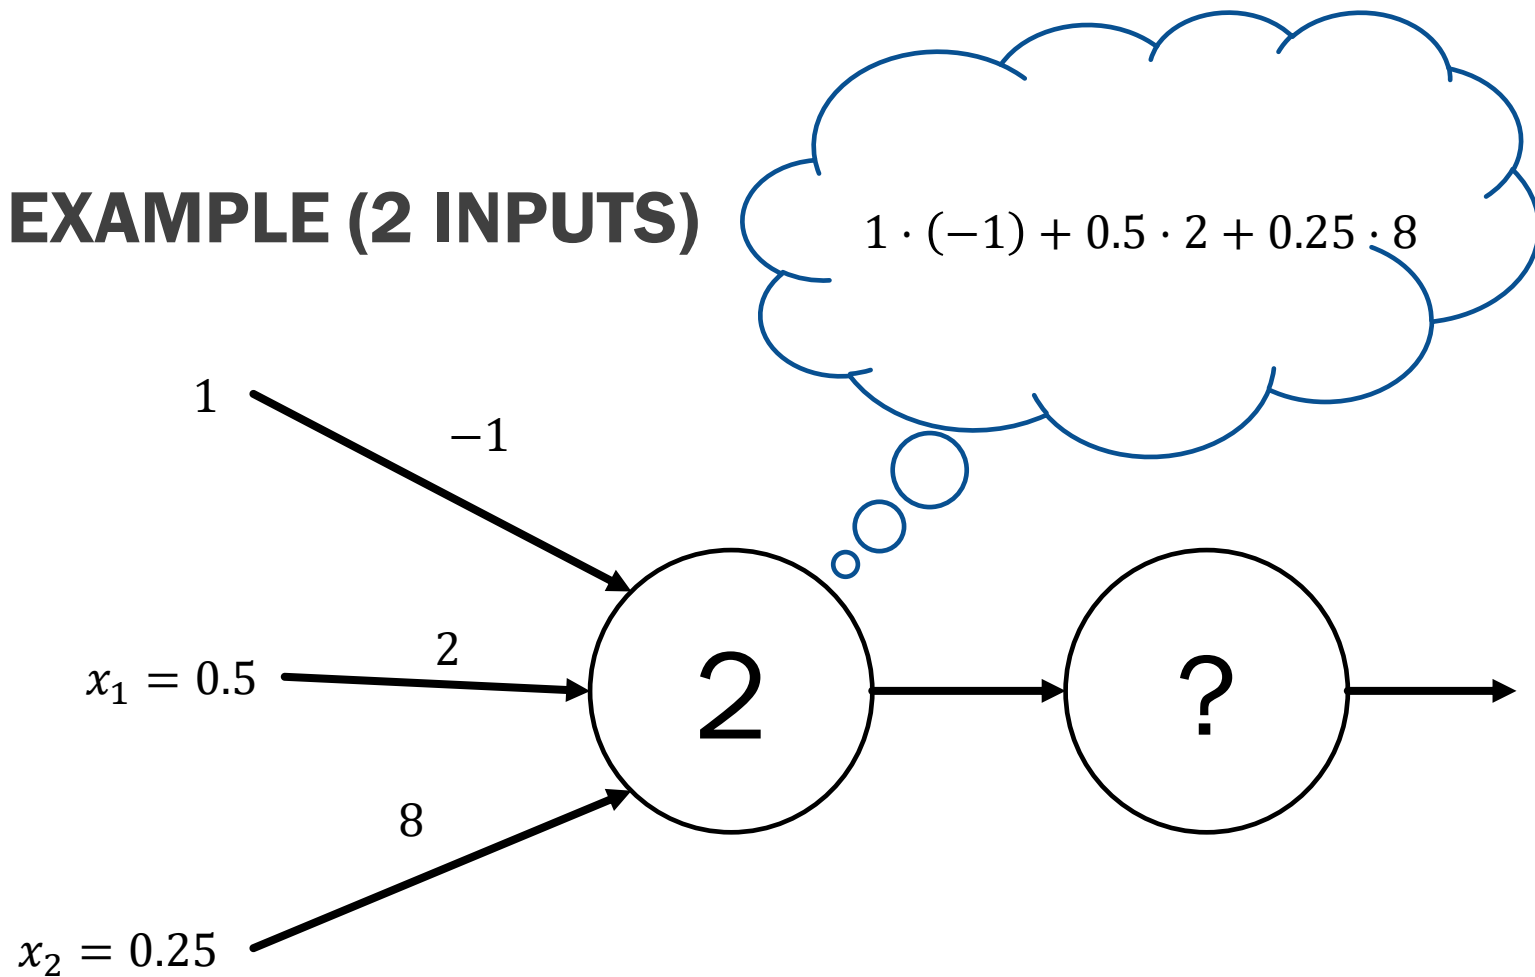 EXAMPLE (2 INPUTS)
1 · (−1) + 0.5 · 2 + 0.25 · 8
1
−1
x₁ = 0.5
2
2
?
8
x₂ = 0.25